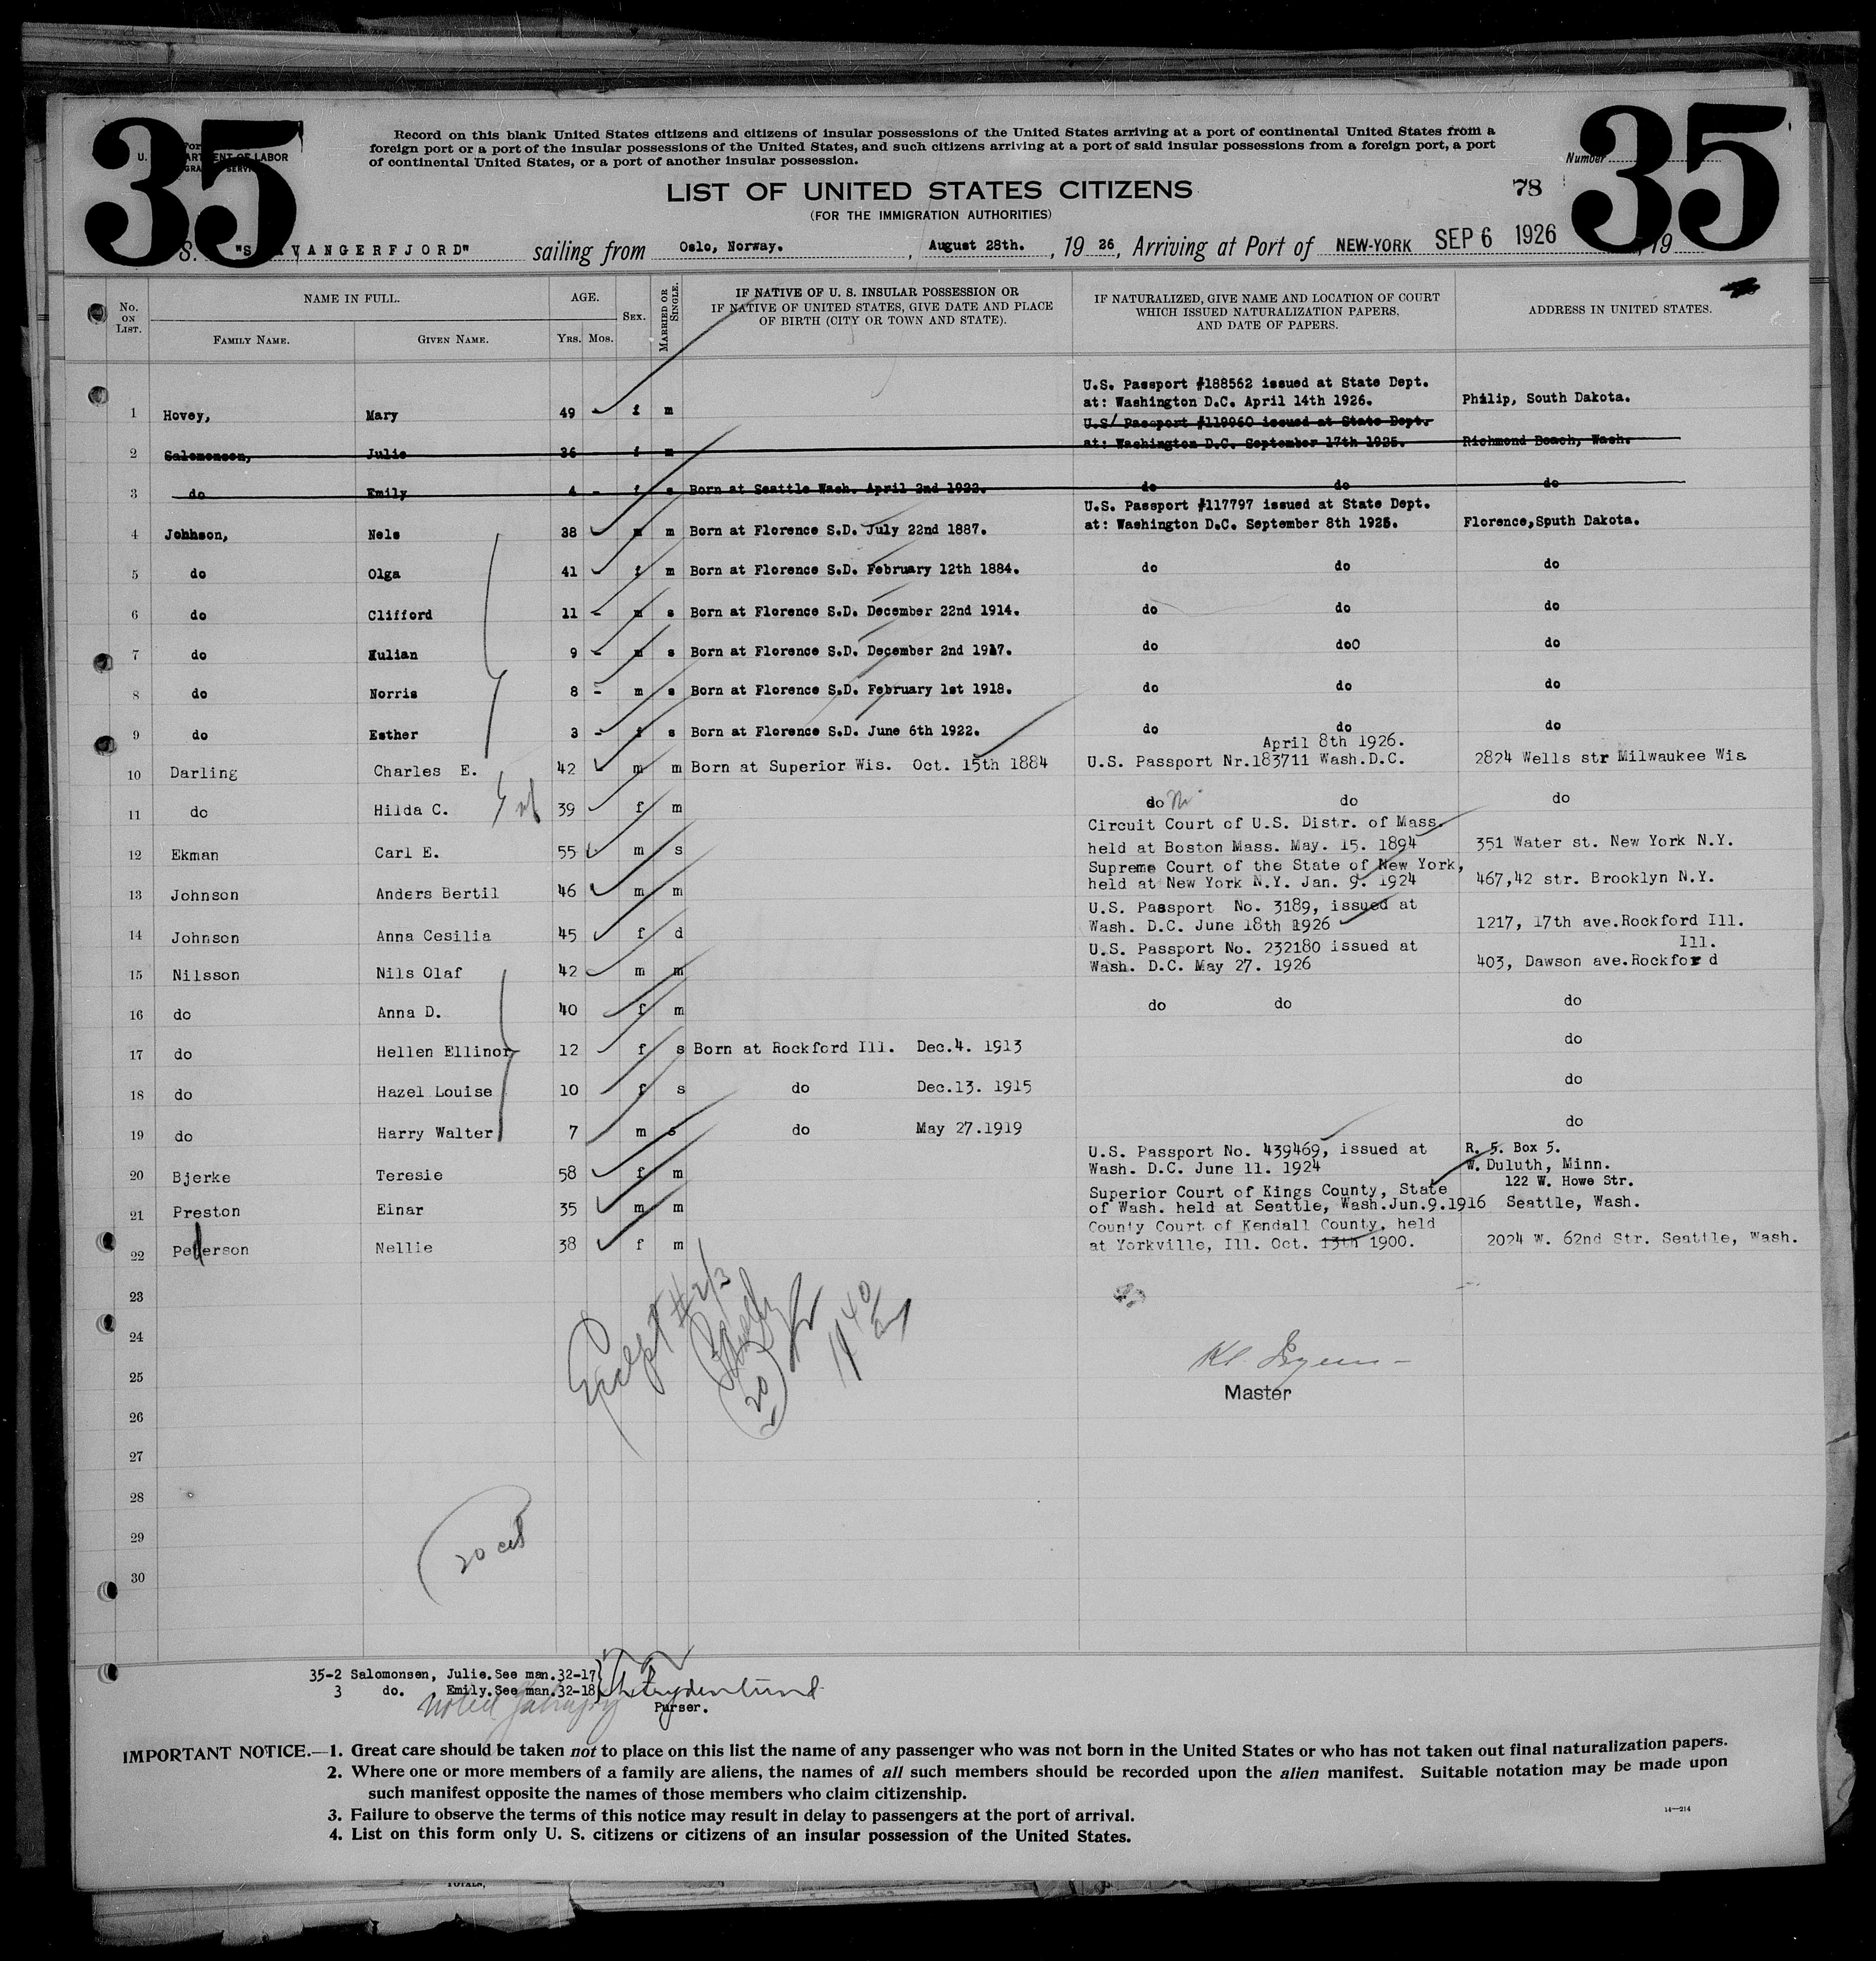 35
35
U.
LABOR
Record on this blank United States citizens and citizens of insular possessions of the United States arriving at a port of continental United States from a
foreign port or a port of the insular possessions of the United States, and such citizens arriving at a port of said insular possessions from a foreign port, a port
of continental United States, or a port of another insular possession.
Number
LIST OF UNITED STATES CITIZENS
78
(FOR THE IMMIGRATION AUTHORITIES)
S. "S VANGERFJORD" sailing from Oslo, Norway. , August 28th. , 19 26, Arriving at Port of NEW-YORK SEP 6 1926 , 19
No. ON LIST.
NAME IN FULL.
FAMILY NAME.
GIVEN NAME.
AGE.
YRS. MOS.
SEX.
MARRIED OR SINGLE.
IF NATIVE OF U. S. INSULAR POSSESSION OR
IF NATIVE OF UNITED STATES, GIVE DATE AND PLACE
OF BIRTH (CITY OR TOWN AND STATE).
IF NATURALIZED, GIVE NAME AND LOCATION OF COURT
WHICH ISSUED NATURALIZATION PAPERS,
AND DATE OF PAPERS.
ADDRESS IN UNITED STATES.
U.S. Passport #188562 issued at State Dept.
1 Hovey, Mary 49 - f m at: Washington D.C. April 14th 1926. Philip, South Dakota.
U.S/ Passport #119960 issued at State Dept.
2 Salomonsen, Julie 36 f m at: Washington D.C. September 17th 1925. Richmond Beach, Wash.
3 do Emily 4 - f s Born at Seattle Wash. April 2nd 1922. do do do
U.S. Passport #117797 issued at State Dept.
4 Johnson, Nels 38 m m Born at Florence S.D. July 22nd 1887. at: Washington D.C. September 8th 1925. Florence,South Dakota.
5 do Olga 41 - f m Born at Florence S.D. February 12th 1884. do do do
6 do Clifford 11 - m s Born at Florence S.D. December 22nd 1914. do do do
7 do Kulian 9 - m s Born at Florence S.D. December 2nd 1917. do do0 do
8 do Norris 8 - m s Born at Florence S.D. February 1st 1918. do do do
9 do Esther 3 - f s Born at Florence S.D. June 6th 1922. do do do
April 8th 1926.
10 Darling Charles E. 42 m m Born at Superior Wis. Oct. 15th 1884 U.S. Passport Nr.183711 Wash.D.C. 2824 Wells str Milwaukee Wis
11 do Hilda C. 39 f m do do do
Circuit Court of U.S. Distr. of Mass.
12 Ekman Carl E. 55 m s held at Boston Mass. May. 15. 1894 351 Water st. New York N.Y.
Supreme Court of the State of New York,
13 Johnson Anders Bertil 46 m m held at New York N.Y. Jan. 9. 1924 467,42 str. Brooklyn N.Y.
U.S. Passport No. 3189, issued at
14 Johnson Anna Cesilia 45 f d Wash. D.C. June 18th 1926 1217, 17th ave.Rockford Ill.
U.S. Passport No. 232180 issued at Ill.
15 Nilsson Nils Olaf 42 m m Wash. D.C. May 27. 1926 403, Dawson ave.Rockford
16 do Anna D. 40 f m do do do
17 do Hellen Ellinor 12 f s Born at Rockford Ill. Dec.4. 1913 do
18 do Hazel Louise 10 f s do Dec.13. 1915 do
19 do Harry Walter 7 m s do May 27.1919 do
U.S. Passport No. 439469, issued at R. 5. Box 5.
20 Bjerke Teresie 58 f m Wash. D.C. June 11. 1924 W. Duluth, Minn.
Superior Court of Kings County, State 122 W. Howe Str.
21 Preston Einar 35 m m of Wash. held at Seattle, Wash.Jun.9.1916 Seattle, Wash.
County Court of Kendall County, held
22 Peterson Nellie 38 f m at Yorkville, Ill. Oct. 13th 1900. 2024 W. 62nd Str. Seattle, Wash.
23
24
25
26
27
28
29
30
Except # 2/3
20
Master
20 cit
35-2 Salomonsen, Julie.See man.32-17
3 do. Emily.See man.32-18
Noted
Purser.
IMPORTANT NOTICE.—1. Great care should be taken not to place on this list the name of any passenger who was not born in the United States or who has not taken out final naturalization papers.
2. Where one or more members of a family are aliens, the names of all such members should be recorded upon the alien manifest. Suitable notation may be made upon
such manifest opposite the names of those members who claim citizenship.
3. Failure to observe the terms of this notice may result in delay to passengers at the port of arrival.
4. List on this form only U. S. citizens or citizens of an insular possession of the United States.
14—214